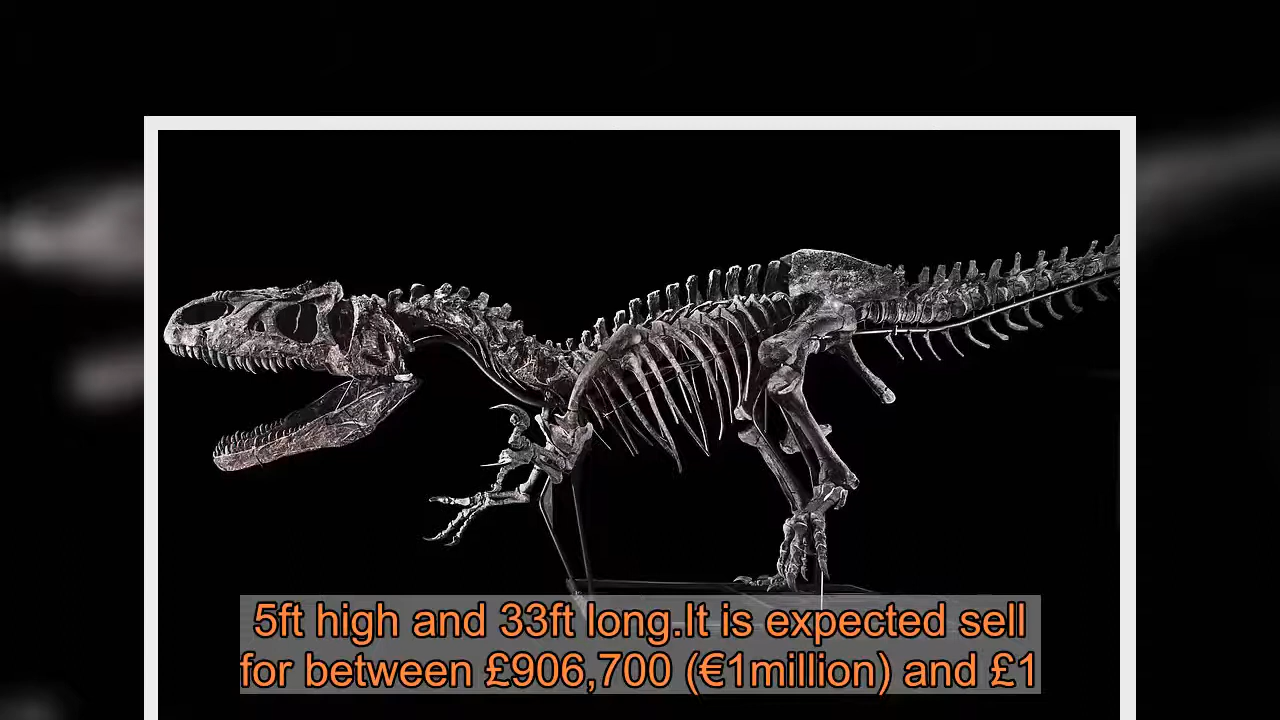 5ft high and 33ft long.It is expected sell
for between £906,700 (€1million) and £1